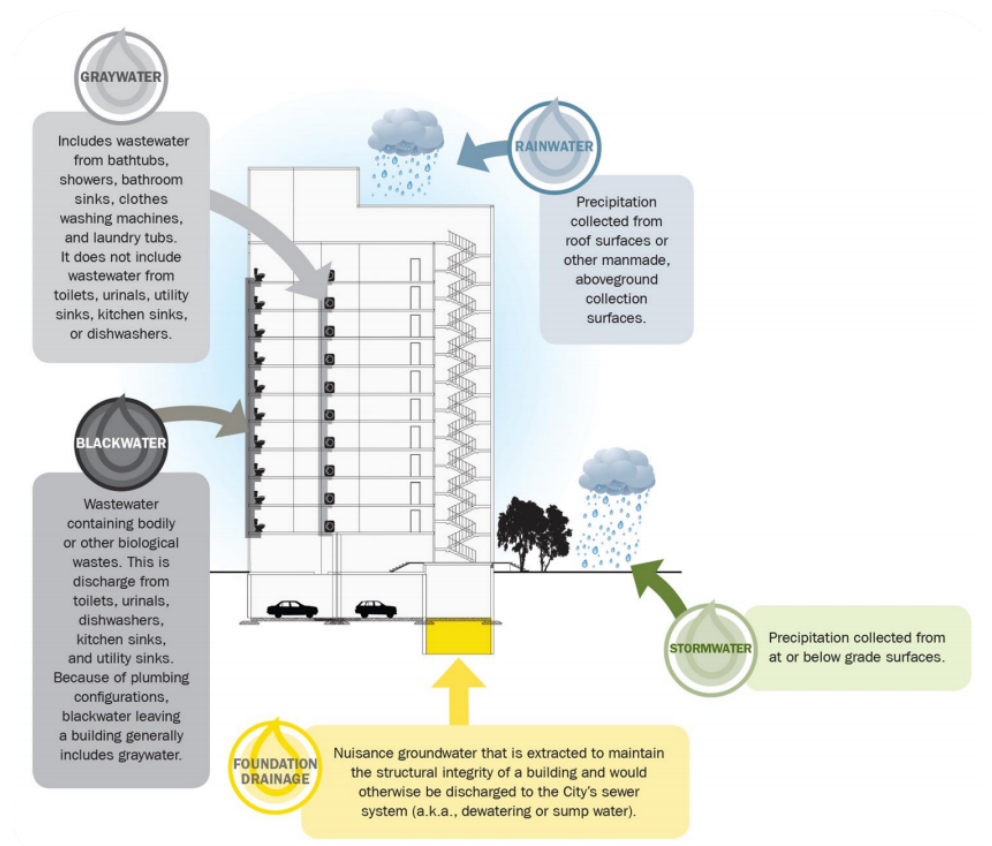 GRAYWATER
Includes wastewater
from bathtubs,
showers, bathroom
sinks, clothes
washing machines,
and laundry tubs.
It does not include
wastewater from
toilets, urinals, utility
sinks, kitchen sinks,
or dishwashers.
RAINWATER
Precipitation
collected from
roof surfaces or
other manmade,
aboveground
collection
surfaces.
BLACKWATER
Wastewater
containing bodily
or other biological
wastes. This is
discharge from
toilets, urinals,
dishwashers,
kitchen sinks,
and utility sinks.
Because of plumbing
configurations,
blackwater leaving
a building generally
includes graywater.
STORMWATER
Precipitation collected from
at or below grade surfaces.
FOUNDATION
DRAINAGE
Nuisance groundwater that is extracted to maintain
the structural integrity of a building and would
otherwise be discharged to the City's sewer
system (a.k.a., dewatering or sump water).